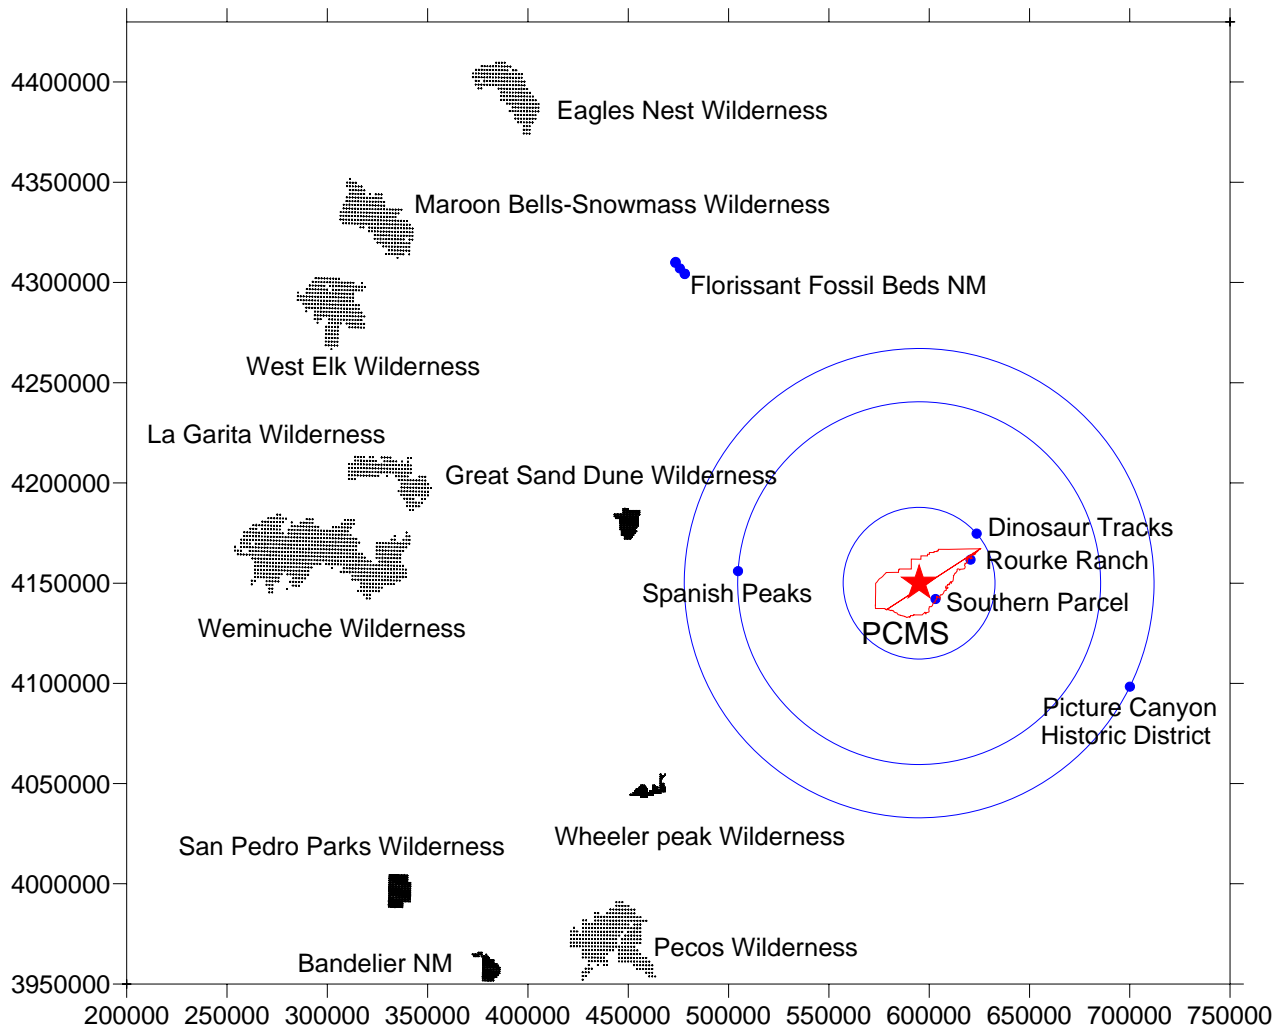 4400000
Eagles Nest Wilderness
4350000
Maroon Bells-Snowmass Wilderness
4300000
Florissant Fossil Beds NM
West Elk Wilderness
4250000
La Garita Wilderness
Great Sand Dune Wilderness
4200000
Dinosaur Tracks
Rourke Ranch
4150000
Spanish Peaks
Southern Parcel
Weminuche Wilderness
PCMS
4100000
Picture Canyon
Historic District
4050000
Wheeler peak Wilderness
San Pedro Parks Wilderness
4000000
Pecos Wilderness
Bandelier NM
3950000
200000 250000 300000 350000 400000 450000 500000 550000 600000 650000 700000 750000